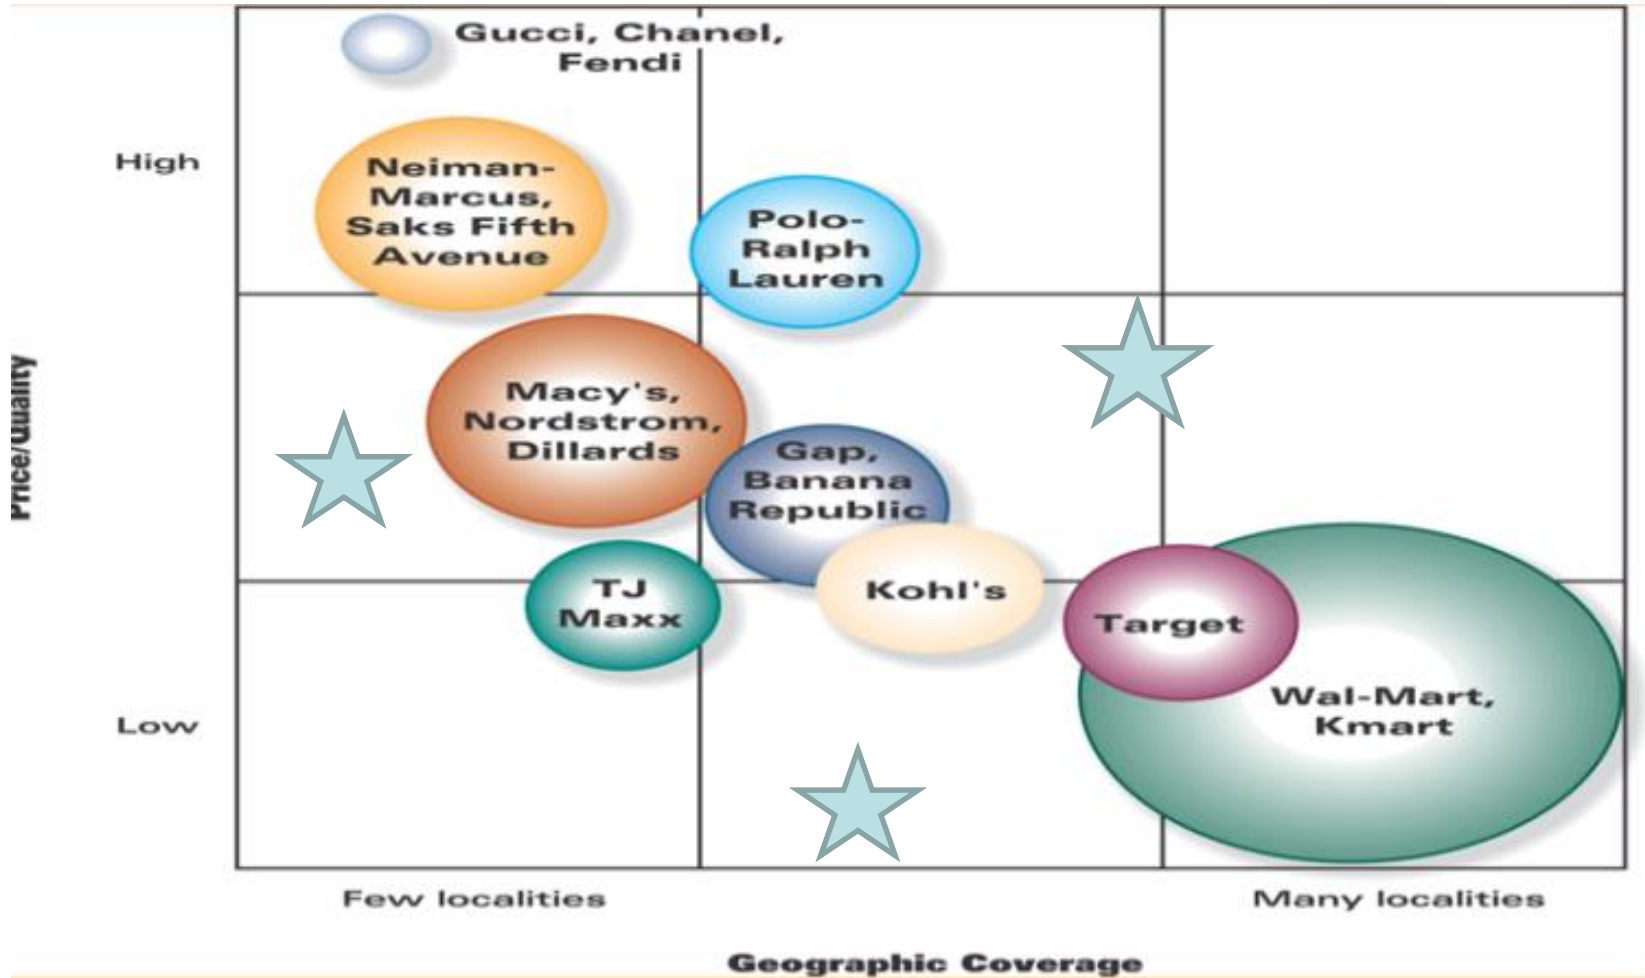 Gucci, Chanel,
Fendi
High
Neiman-
Marcus,
Saks Fifth
Avenue
Polo-
Ralph
Lauren
Price/Quality
Macy's,
Nordstrom,
Dillards
Gap,
Banana
Republic
TJ
Maxx
Kohl's
Target
Low
Wal-Mart,
Kmart
Few localities
Many localities
Geographic Coverage